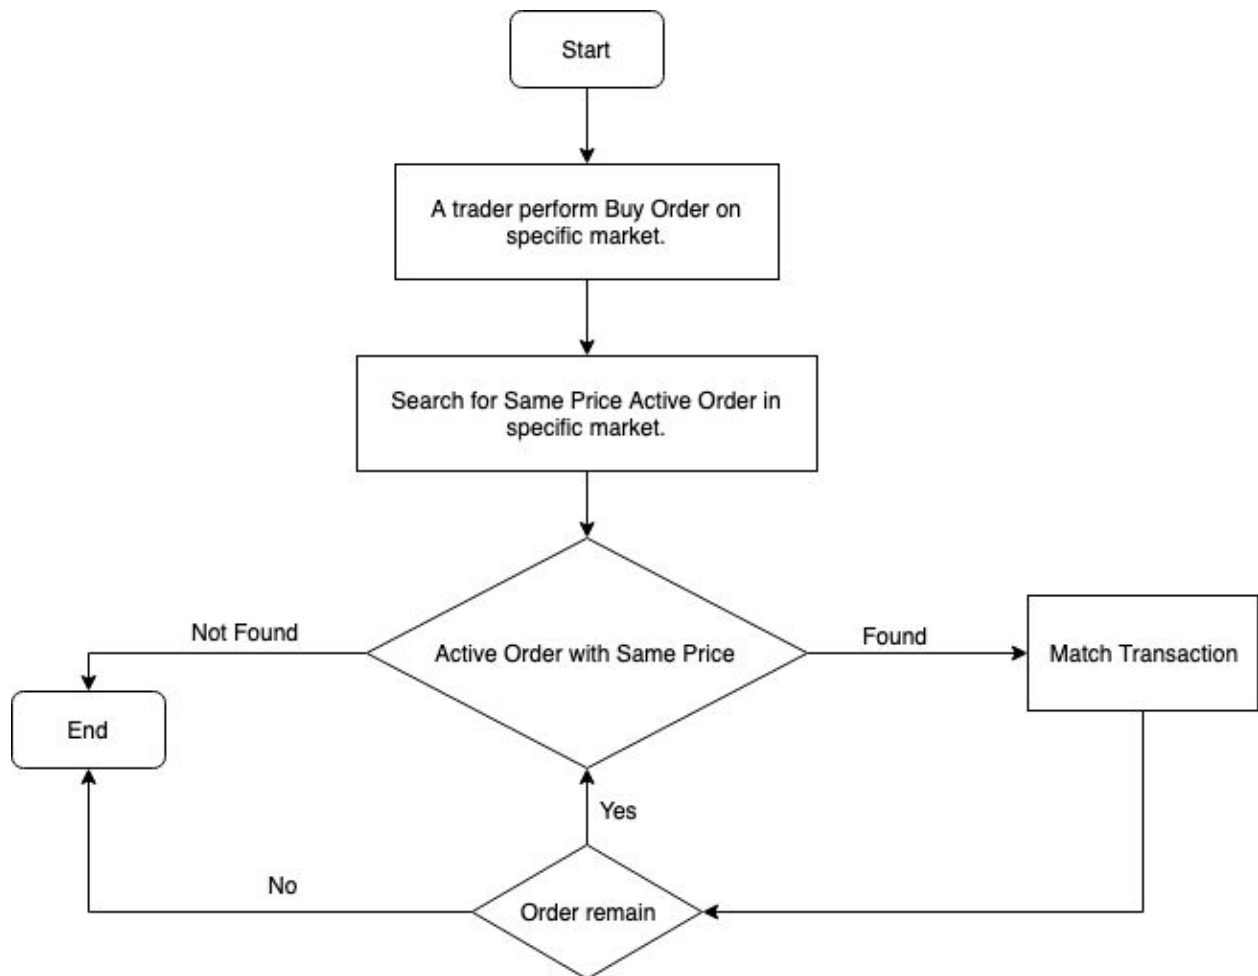 Start
A trader perform Buy Order on
specific market.
Search for Same Price Active Order in
specific market.
Not Found
Active Order with Same Price
Found
Match Transaction
End
Yes
No
Order remain